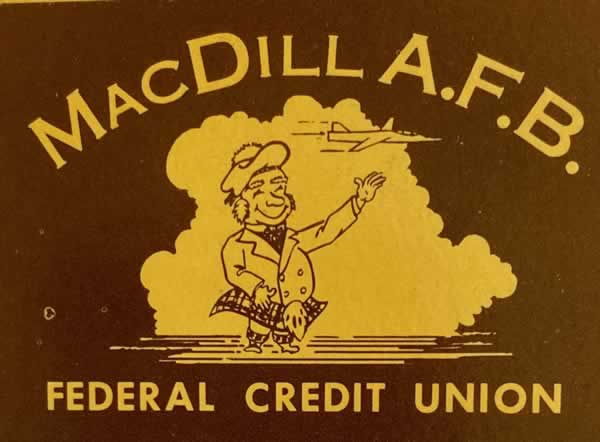 MACDILL A.F.B.
FEDERAL CREDIT UNION